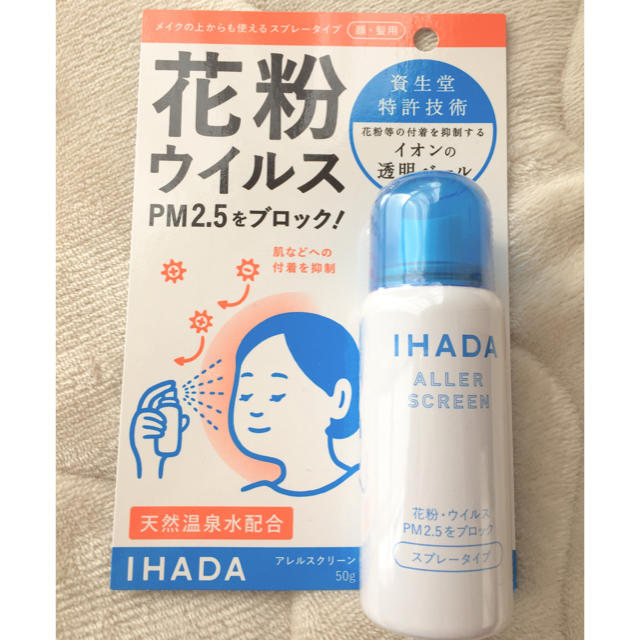 メイクの上からも使えるスプレータイプ 顔・髪用
花粉
ウイルス
PM2.5をブロック!
資生堂
特許技術
花粉等の付着を抑制する
イオンの
透明
肌などへの
付着を抑制
天然温泉水配合
IHADA
アレルスクリーン
50g
IHADA
ALLER
SCREEN
花粉・ウイルス
PM2.5をブロック
スプレータイプ